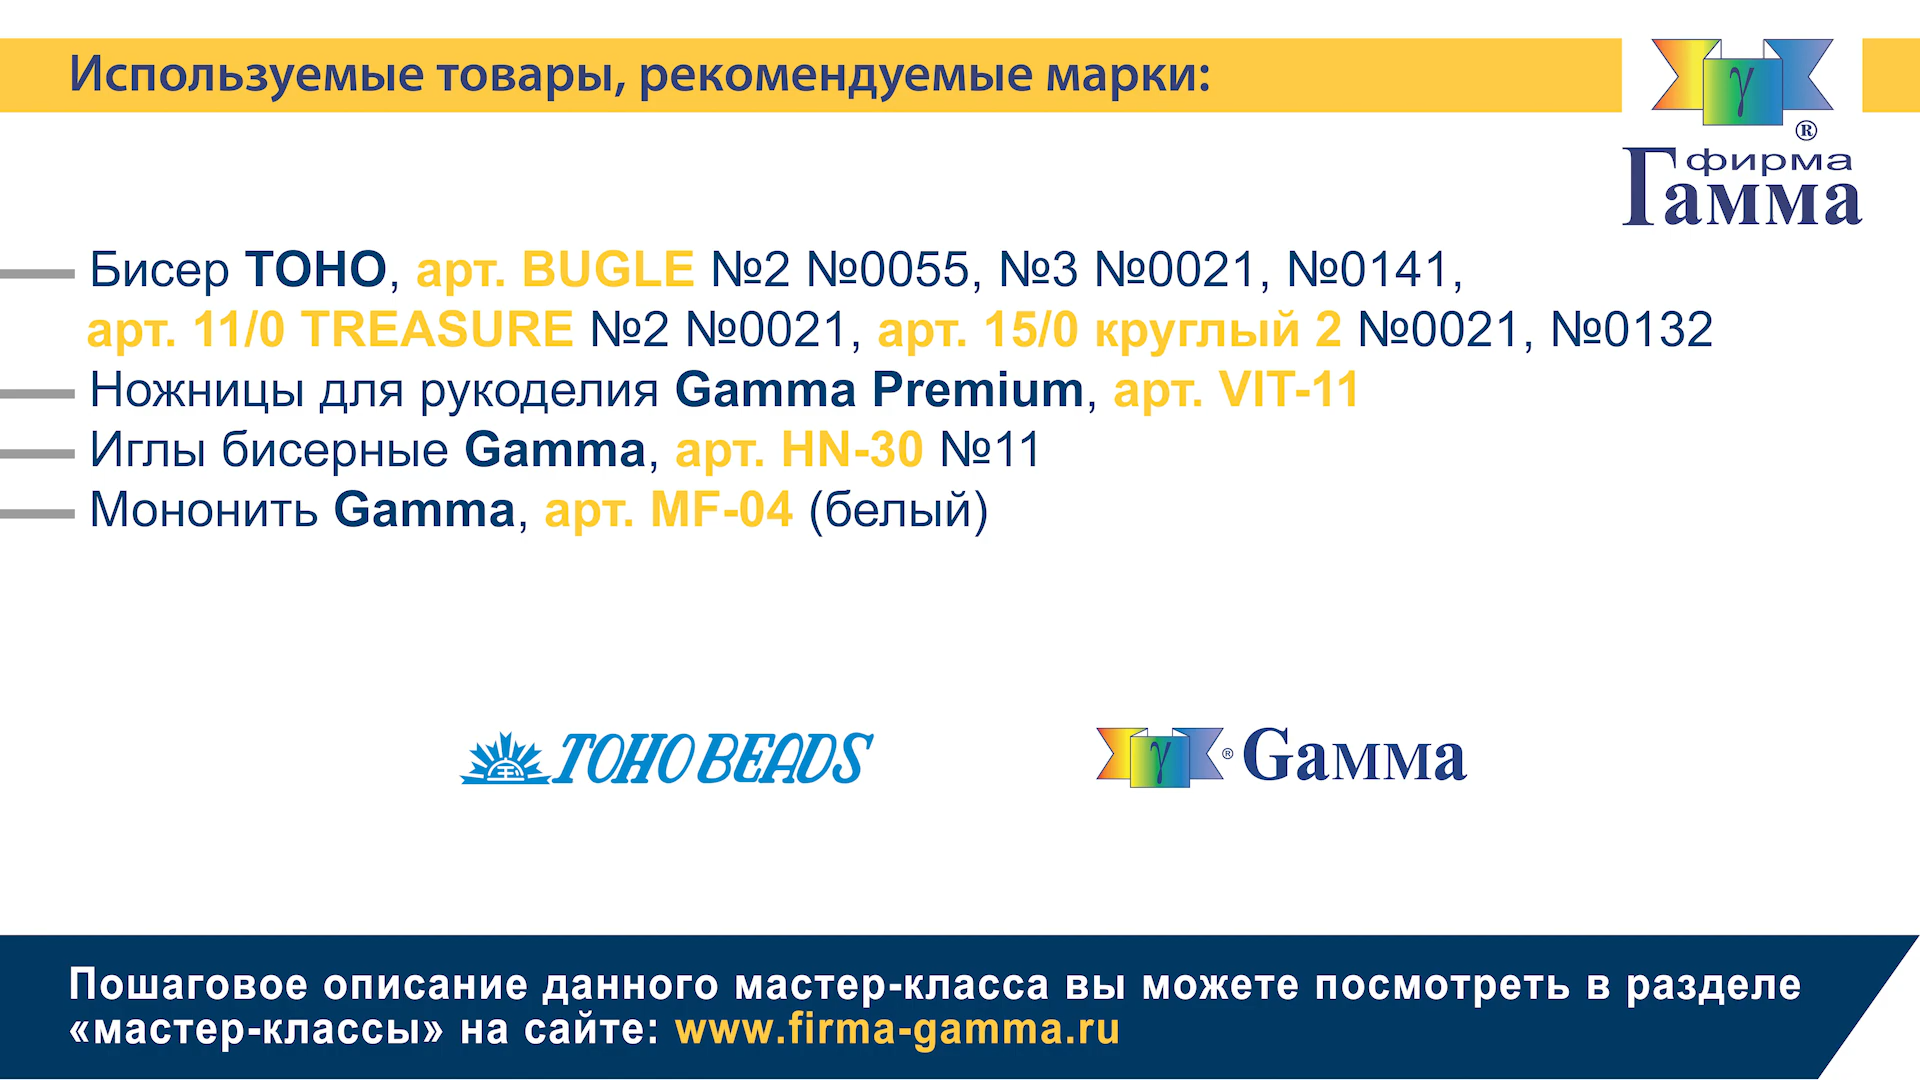 Используемые товары, рекомендуемые марки:
γ
®
фирма
Гамма
Бисер TOHO, арт. BUGLE №2 №0055, №3 №0021, №0141,
арт. 11/0 TREASURE №2 №0021, арт. 15/0 круглый 2 №0021, №0132
Ножницы для рукоделия Gamma Premium, арт. VIT-11
Иглы бисерные Gamma, арт. HN-30 №11
Мононить Gamma, арт. MF-04 (белый)
TOHO BEADS
γ ® Gамма
Пошаговое описание данного мастер-класса вы можете посмотреть в разделе
«мастер-классы» на сайте: www.firma-gamma.ru